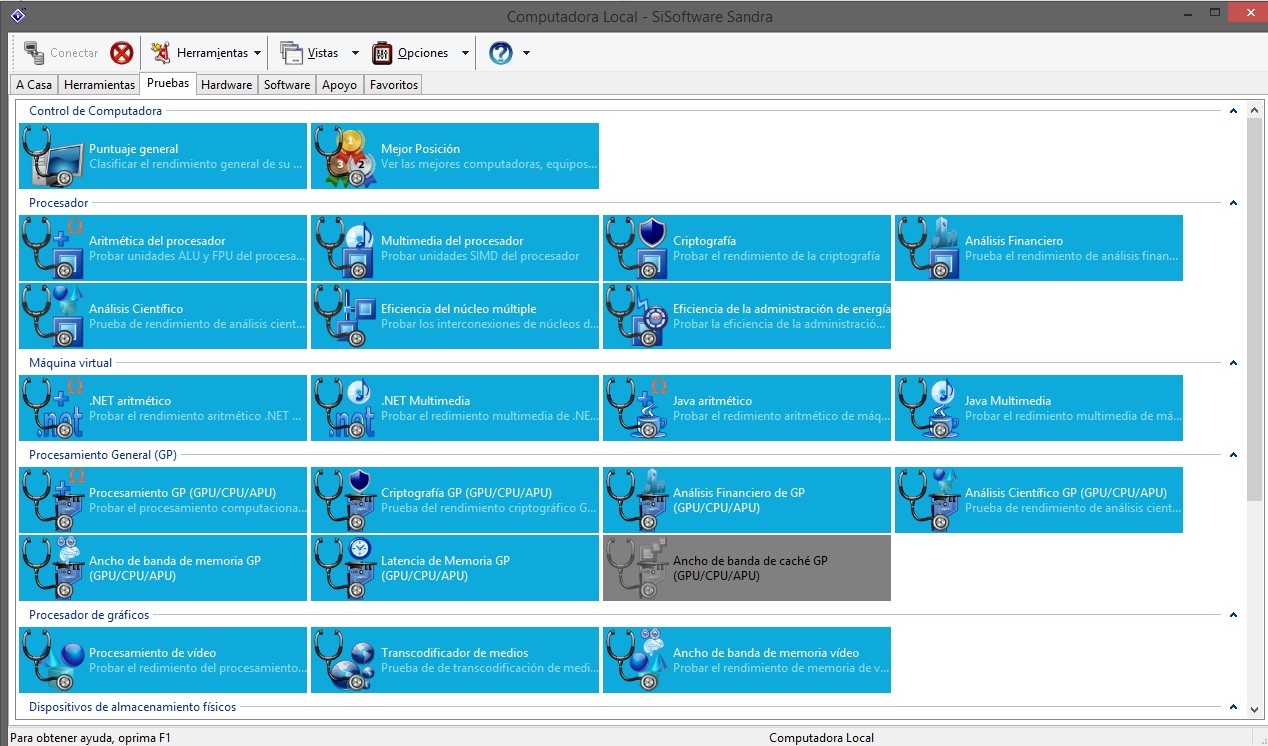 Computadora Local - SiSoftware Sandra
Conectar Herramientas Vistas Opciones
A Casa Herramientas Pruebas Hardware Software Apoyo Favoritos
Control de Computadora
Puntuaje general
Clasificar el rendimiento general de su ...
Mejor Posición
Ver las mejores computadoras, equipos...
Procesador
Aritmética del procesador
Probar unidades ALU y FPU del procesa...
Multimedia del procesador
Probar unidades SIMD del procesador
Criptografía
Probar el rendimiento de la criptografía
Análisis Financiero
Prueba el rendimiento de análisis finan...
Análisis Científico
Prueba de rendimiento de análisis cient...
Eficiencia del núcleo múltiple
Probar los interconexiones de núcleos d...
Eficiencia de la administración de energía
Probar la eficiencia de la administració...
Máquina virtual
.NET aritmético
Probar el rendimiento aritmético .NET ...
.NET Multimedia
Probar el redimiento multimedia de .NE...
Java aritmético
Probar el redimiento aritmético de máq...
Java Multimedia
Probar el redimiento multimedia de má...
Procesamiento General (GP)
Procesamiento GP (GPU/CPU/APU)
Probar el procesamiento computaciona...
Criptografía GP (GPU/CPU/APU)
Prueba del rendimiento criptográfico G...
Análisis Financiero de GP
(GPU/CPU/APU)
Análisis Científico GP (GPU/CPU/APU)
Prueba de rendimiento de análisis cient...
Ancho de banda de memoria GP
(GPU/CPU/APU)
Latencia de Memoria GP
(GPU/CPU/APU)
Ancho de banda de caché GP
(GPU/CPU/APU)
Procesador de gráficos
Procesamiento de vídeo
Probar el redimiento del procesamiento...
Transcodificador de medios
Prueba de de transcodificación de medi...
Ancho de banda de memoria vídeo
Probar el rendimiento de memoria de v...
Dispositivos de almacenamiento físicos
Para obtener ayuda, oprima F1
Computadora Local